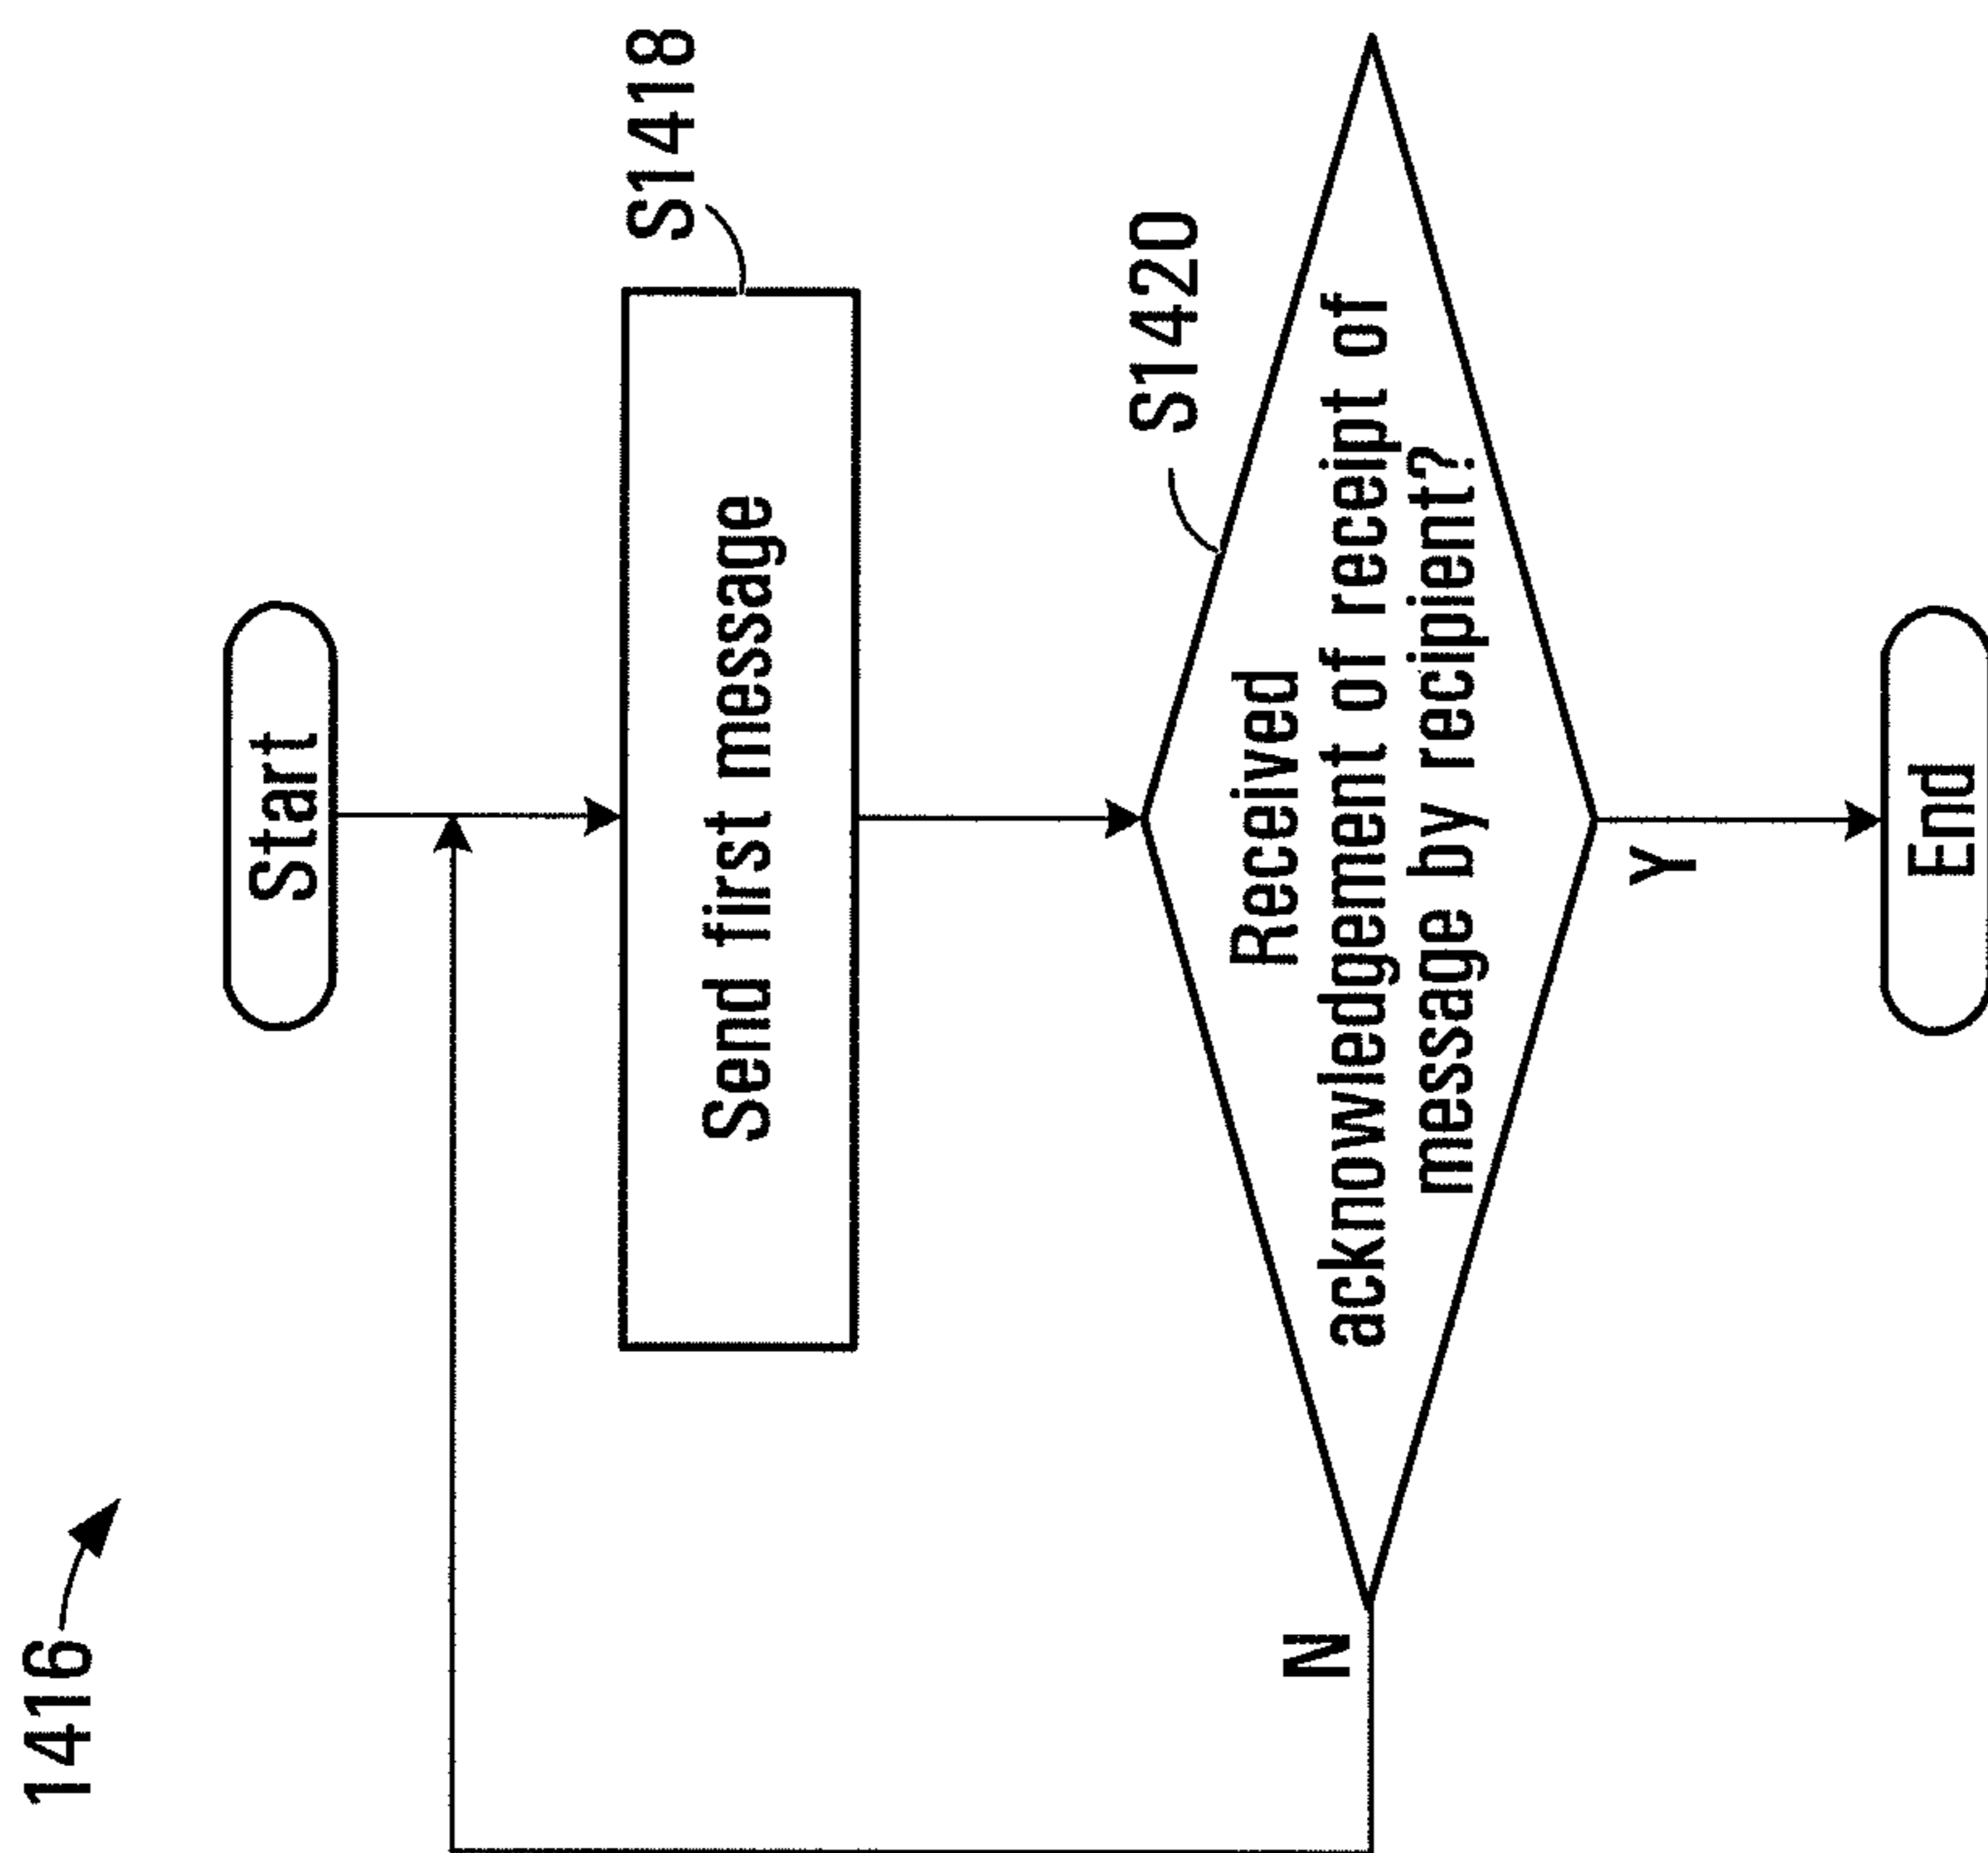 1416
Start
Send first message
S1418
Received
acknowledgement of receipt of
message by recipient?
S1420
N
Y
End